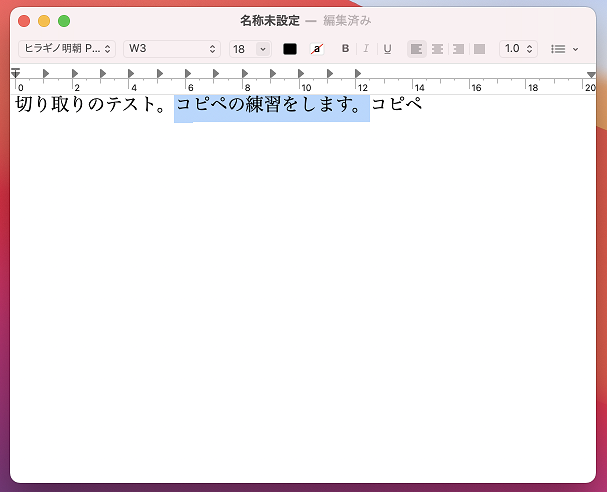 名称未設定 — 編集済み
ヒラギノ明朝 P... W3 18 a B I U 1.0
0 2 4 6 8 10 12 14 16 18 20
切り取りのテスト。コピペの練習をします。コピペ